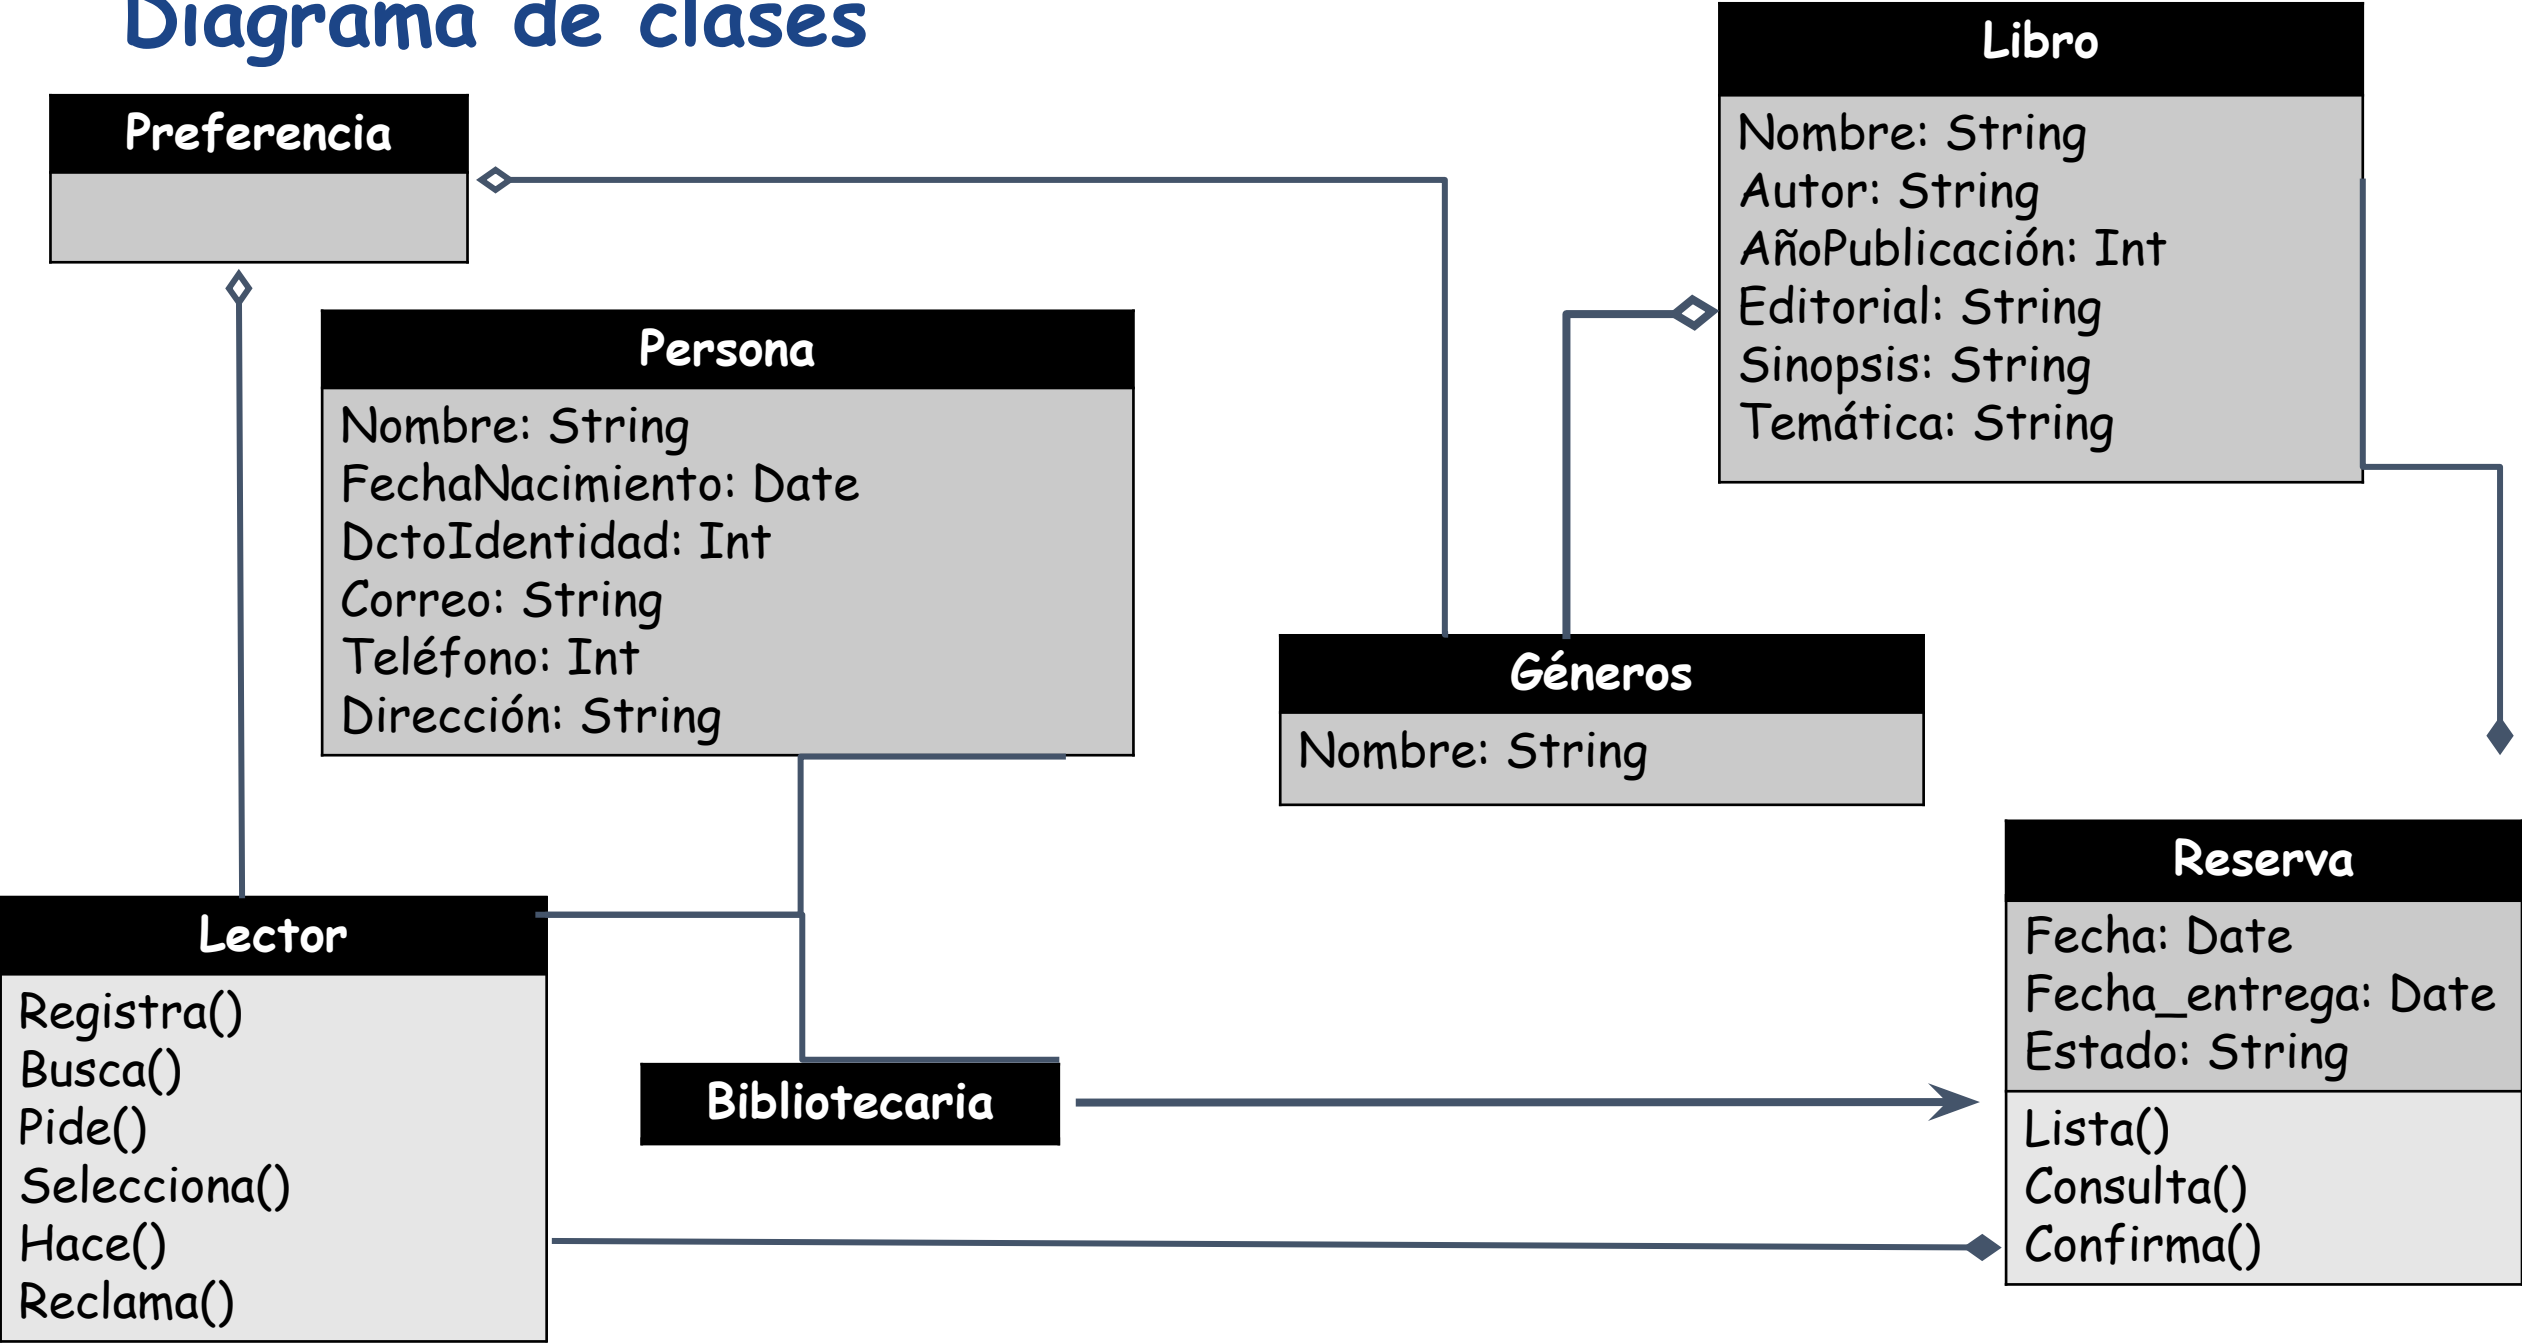 Diagrama de clases
Preferencia
Persona
Nombre: String
FechaNacimiento: Date
DctoIdentidad: Int
Correo: String
Teléfono: Int
Dirección: String
Libro
Nombre: String
Autor: String
AñoPublicación: Int
Editorial: String
Sinopsis: String
Temática: String
Géneros
Nombre: String
Lector
Registra()
Busca()
Pide()
Selecciona()
Hace()
Reclama()
Bibliotecaria
Reserva
Fecha: Date
Fecha_entrega: Date
Estado: String
Lista()
Consulta()
Confirma()